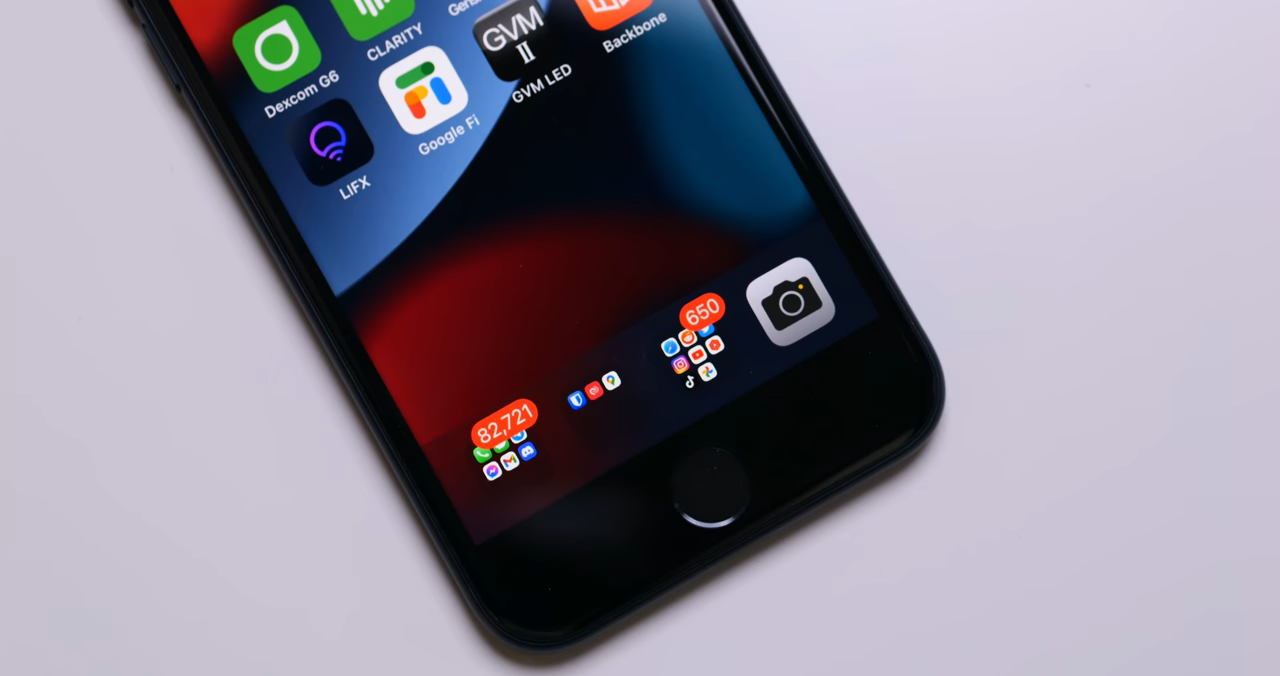 Dexcom G6
CLARITY
GVM
II
Backbone
LIFX
Google Fi
GVM LED
82,721
650